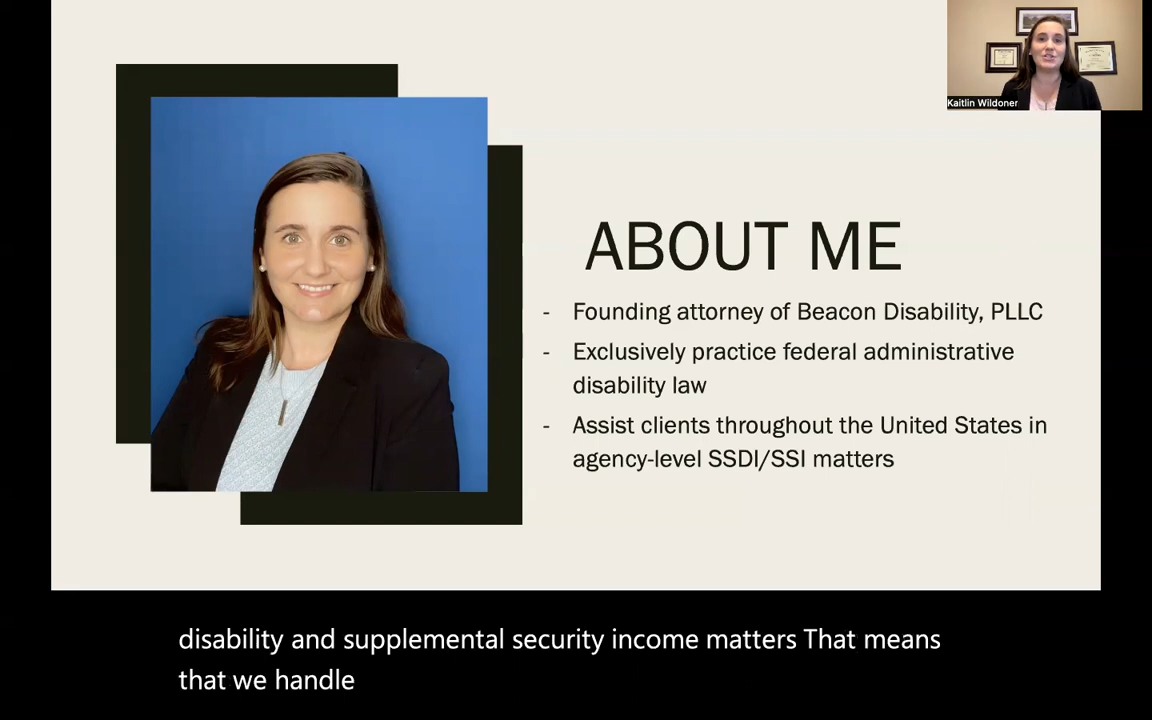 Kaitlin Wildoner
ABOUT ME
- Founding attorney of Beacon Disability, PLLC
- Exclusively practice federal administrative
disability law
- Assist clients throughout the United States in
agency-level SSDI/SSI matters
disability and supplemental security income matters That means
that we handle